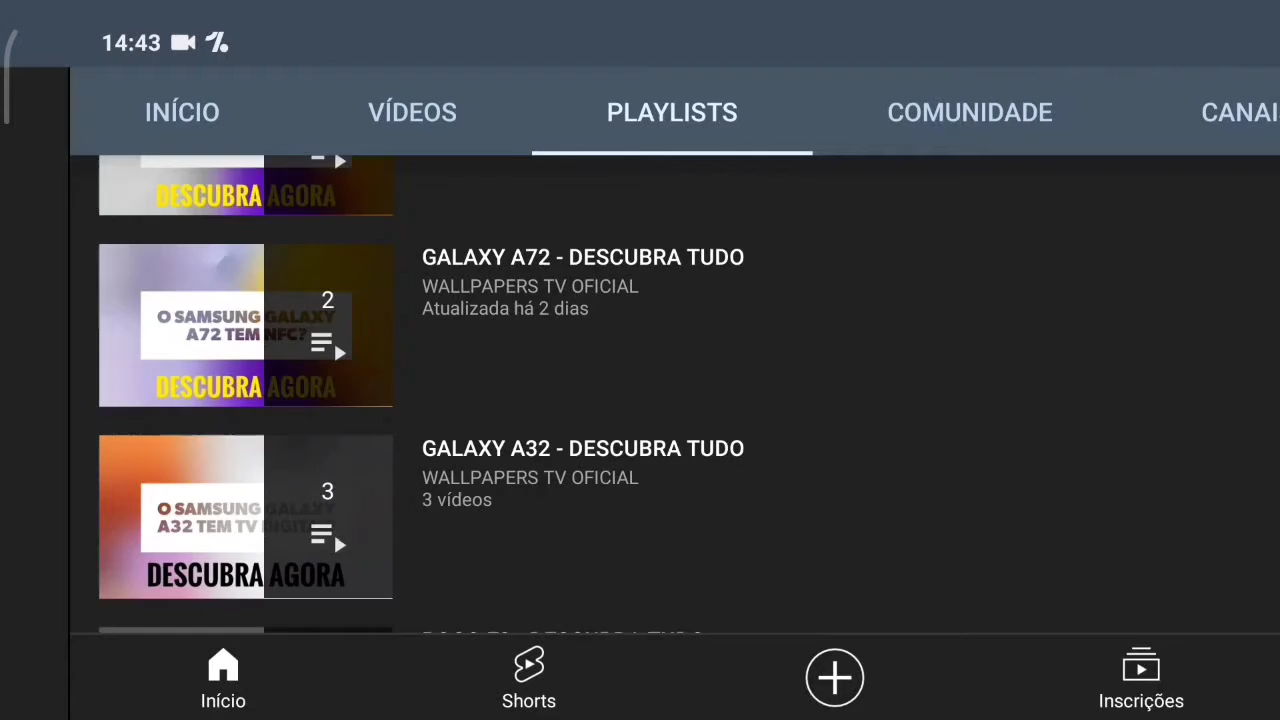 14:43
INÍCIO VÍDEOS PLAYLISTS COMUNIDADE CANAI
DESCUBRA AGORA
GALAXY A72 - DESCUBRA TUDO
WALLPAPERS TV OFICIAL
Atualizada há 2 dias
2
O SAMSUNG GALAXY
A72 TEM NFC?
DESCUBRA AGORA
GALAXY A32 - DESCUBRA TUDO
WALLPAPERS TV OFICIAL
3 vídeos
3
O SAMSUNG GALAXY
A32 TEM TV DIGITAL
DESCUBRA AGORA
Início Shorts Inscrições